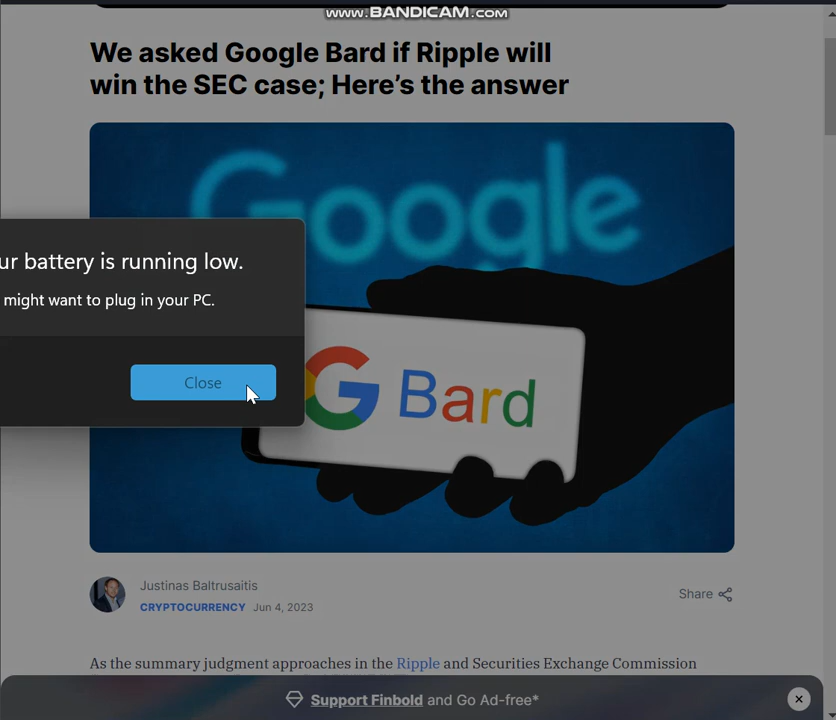 www.BANDICAM.com
We asked Google Bard if Ripple will
win the SEC case; Here's the answer
Google
ur battery is running low.
might want to plug in your PC.
Close
G Bard
Justinas Baltrusaitis
CRYPTOCURRENCY Jun 4, 2023
Share
As the summary judgment approaches in the Ripple and Securities Exchange Commission
Support Finbold and Go Ad-free*